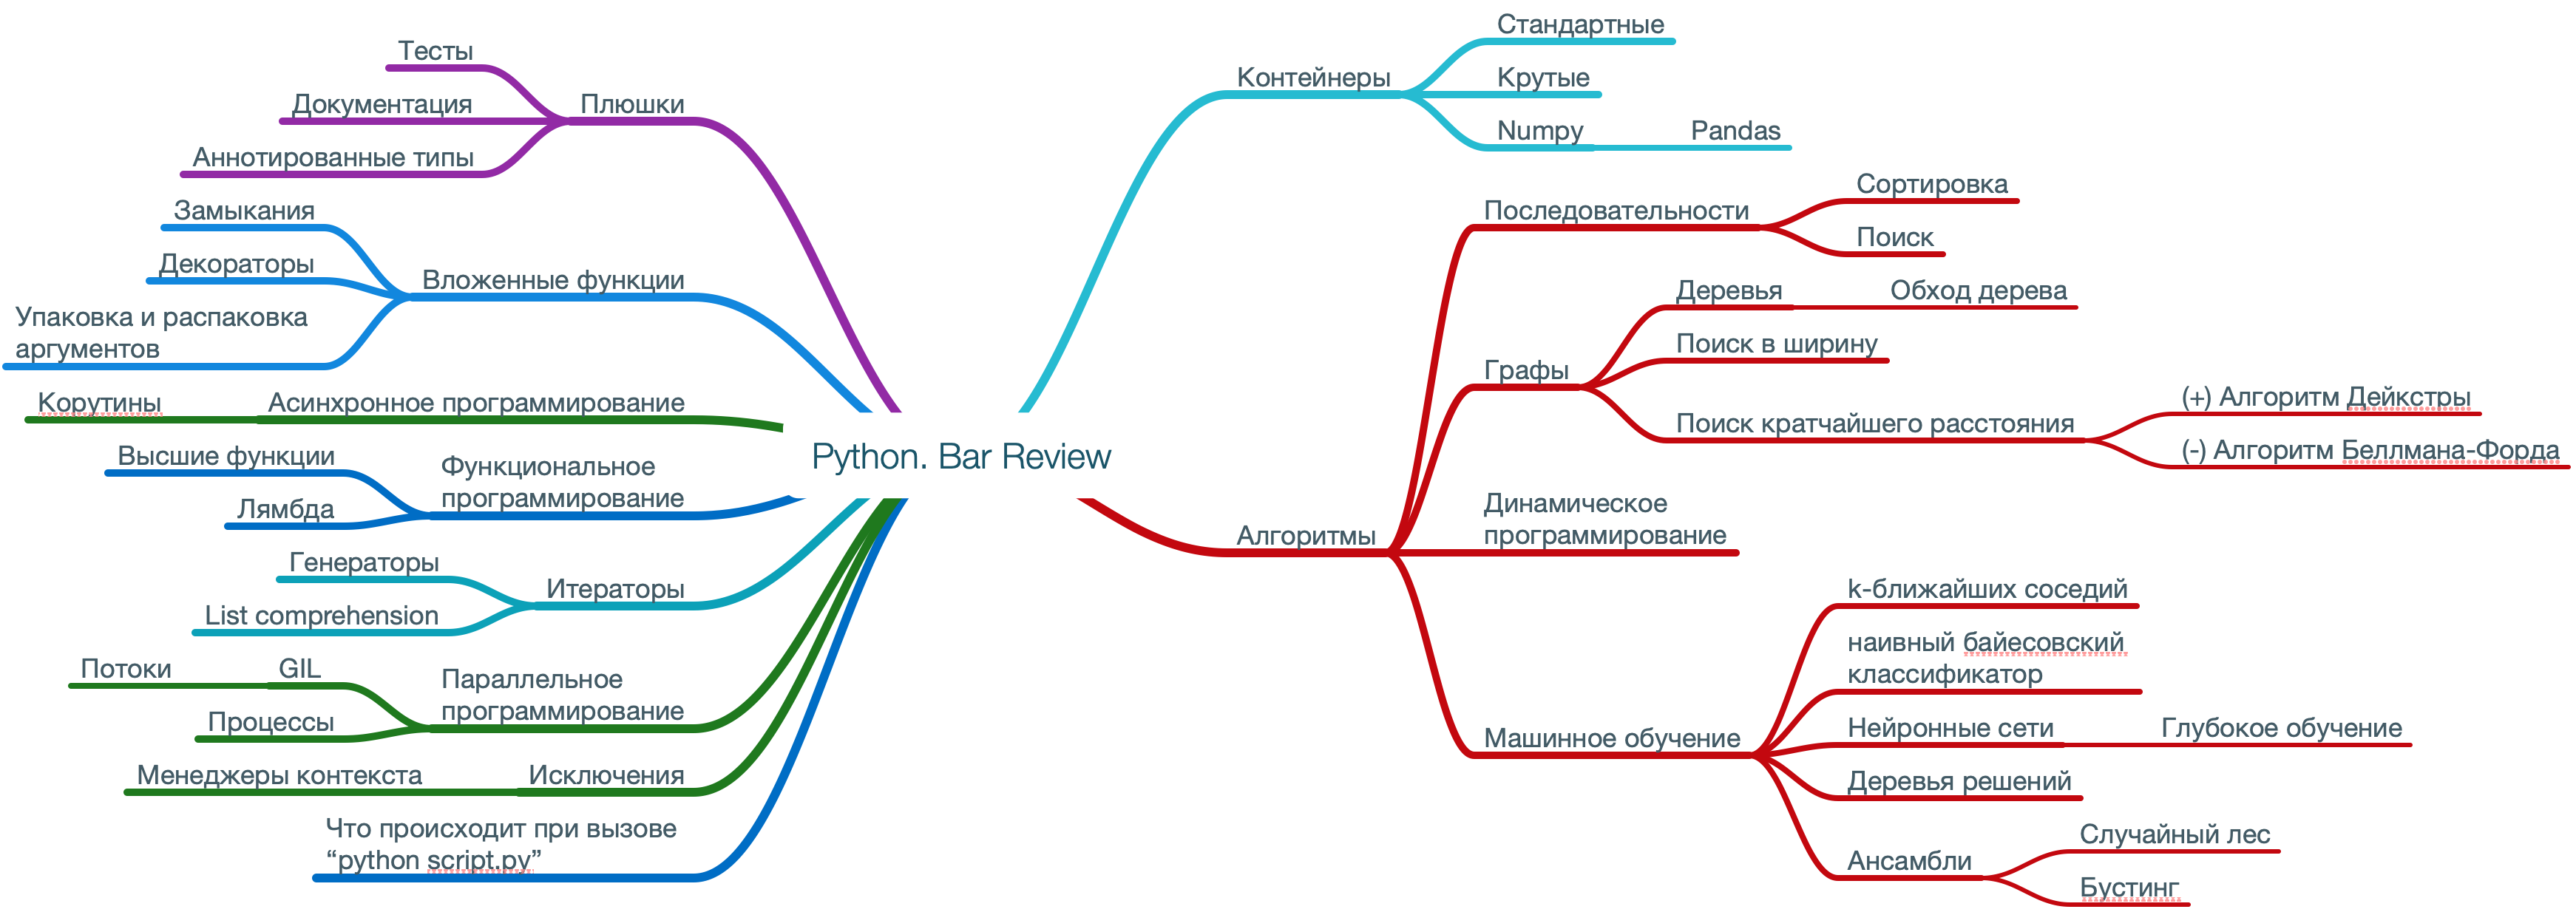 Python. Bar Review
Плюшки
Тесты
Документация
Аннотированные типы
Вложенные функции
Замыкания
Декораторы
Упаковка и распаковка
аргументов
Асинхронное программирование
Корутины
Функциональное
программирование
Высшие функции
Лямбда
Итераторы
Генераторы
List comprehension
Параллельное
программирование
GIL
Потоки
Процессы
Исключения
Менеджеры контекста
Что происходит при вызове
“python script.py”
Контейнеры
Стандартные
Крутые
Numpy
Pandas
Алгоритмы
Последовательности
Сортировка
Поиск
Графы
Деревья
Обход дерева
Поиск в ширину
Поиск кратчайшего расстояния
(+) Алгоритм Дейкстры
(-) Алгоритм Беллмана-Форда
Динамическое
программирование
Машинное обучение
k-ближайших соседий
наивный байесовский
классификатор
Нейронные сети
Глубокое обучение
Деревья решений
Ансамбли
Случайный лес
Бустинг